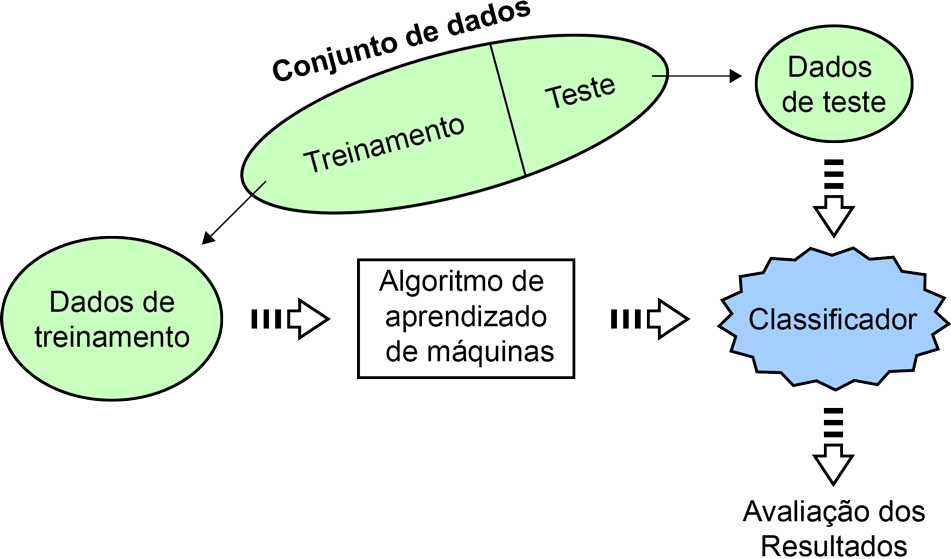 Conjunto de dados
Treinamento
Teste
Dados
de teste
Dados de
treinamento
Algoritmo de
aprendizado
de máquinas
Classificador
Avaliação dos
Resultados